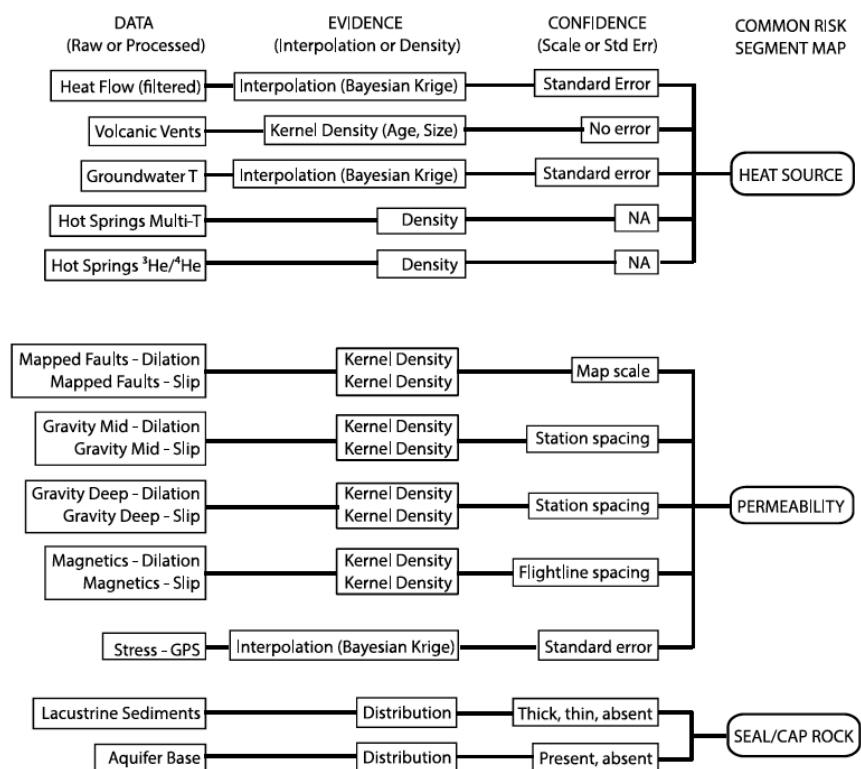 DATA
(Raw or Processed)
EVIDENCE
(Interpolation or Density)
CONFIDENCE
(Scale or Std Err)
COMMON RISK
SEGMENT MAP
Heat Flow (filtered)
Interpolation (Bayesian Krige)
Standard Error
Volcanic Vents
Kernel Density (Age, Size)
No error
Groundwater T
Interpolation (Bayesian Krige)
Standard error
HEAT SOURCE
Hot Springs Multi-T
Density
NA
Hot Springs ³He/⁴He
Density
NA
Mapped Faults - Dilation
Mapped Faults - Slip
Kernel Density
Kernel Density
Map scale
Gravity Mid - Dilation
Gravity Mid - Slip
Kernel Density
Kernel Density
Station spacing
Gravity Deep - Dilation
Gravity Deep - Slip
Kernel Density
Kernel Density
Station spacing
PERMEABILITY
Magnetics - Dilation
Magnetics - Slip
Kernel Density
Kernel Density
Flightline spacing
Stress - GPS
Interpolation (Bayesian Krige)
Standard error
Lacustrine Sediments
Distribution
Thick, thin, absent
SEAL/CAP ROCK
Aquifer Base
Distribution
Present, absent